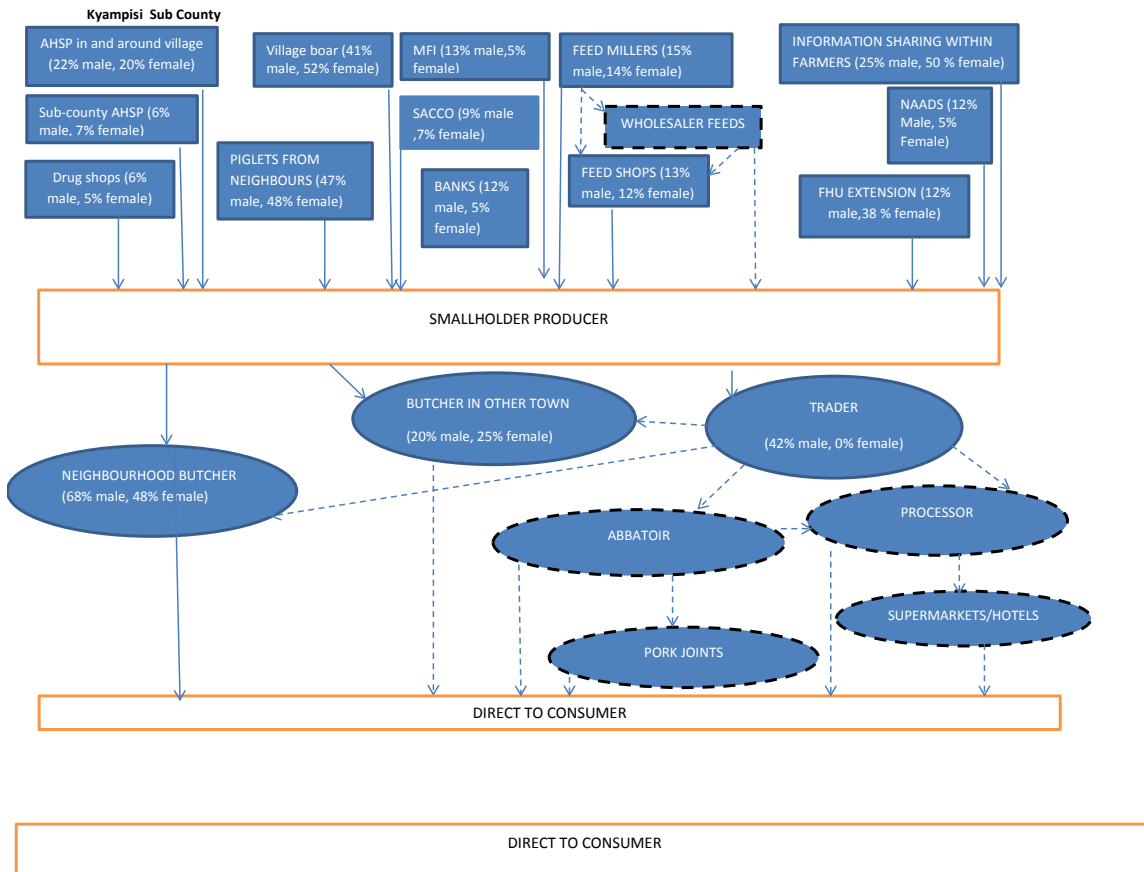 Kyampisi Sub County
AHSP in and around village
(22% male, 20% female)
Village boar (41%
male, 52% female)
MFI (13% male,5%
female)
FEED MILLERS (15%
male,14% female)
INFORMATION SHARING WITHIN
FARMERS (25% male, 50 % female)
Sub-county AHSP (6%
male, 7% female)
SACCO (9% male
,7% female)
WHOLESALER FEEDS
NAADS (12%
Male, 5%
Female)
Drug shops (6%
male, 5% female)
PIGLETS FROM
NEIGHBOURS (47%
male, 48% female)
BANKS (12%
male, 5%
female)
FEED SHOPS (13%
male, 12% female)
FHU EXTENSION (12%
male,38 % female)
SMALLHOLDER PRODUCER
BUTCHER IN OTHER TOWN
(20% male, 25% female)
TRADER
(42% male, 0% female)
NEIGHBOURHOOD BUTCHER
(68% male, 48% female)
PROCESSOR
ABBATOIR
SUPERMARKETS/HOTELS
PORK JOINTS
DIRECT TO CONSUMER
DIRECT TO CONSUMER